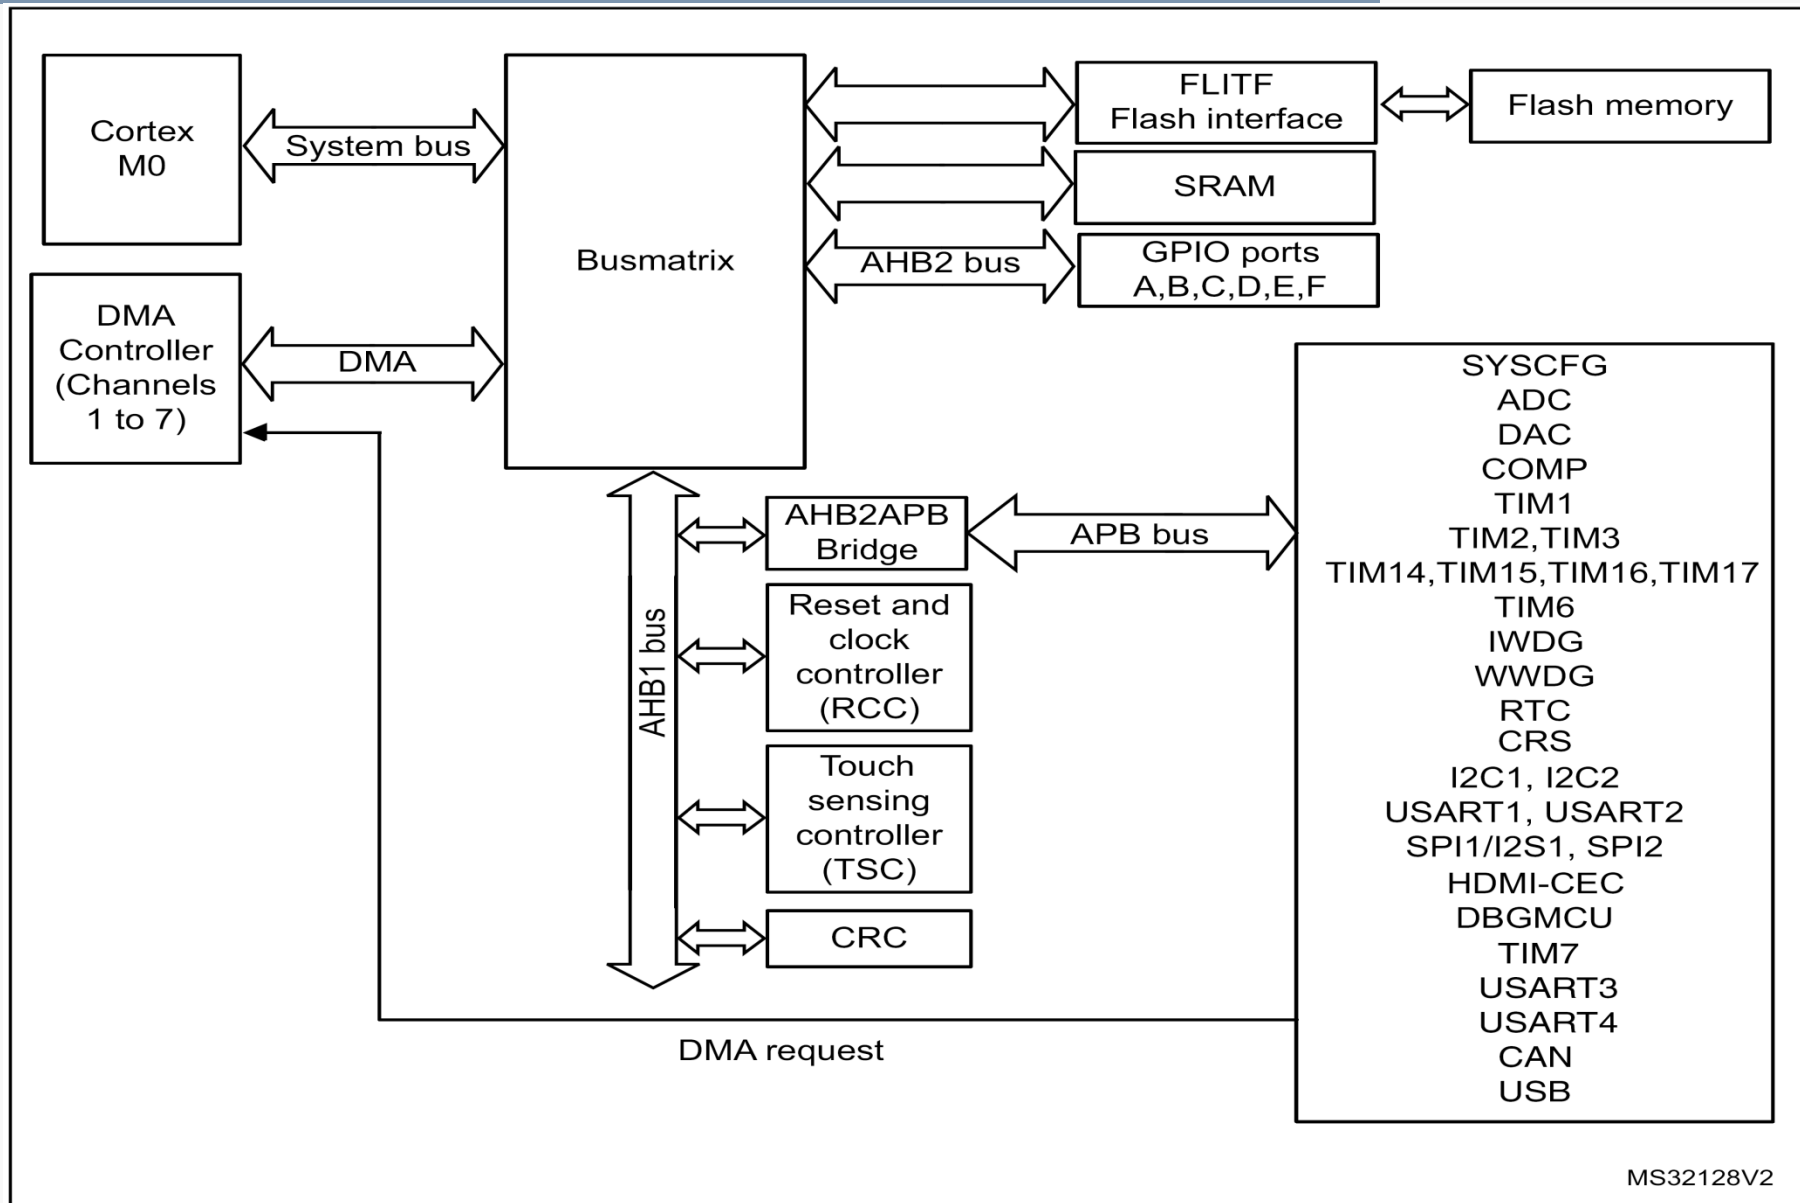 Cortex
M0
System bus
Busmatrix
FLITF
Flash interface
Flash memory
SRAM
AHB2 bus
GPIO ports
A,B,C,D,E,F
DMA
Controller
(Channels
1 to 7)
DMA
SYSCFG
ADC
DAC
COMP
TIM1
TIM2,TIM3
TIM14,TIM15,TIM16,TIM17
TIM6
IWDG
WWDG
RTC
CRS
I2C1, I2C2
USART1, USART2
SPI1/I2S1, SPI2
HDMI-CEC
DBGMCU
TIM7
USART3
USART4
CAN
USB
AHB2APB
Bridge
APB bus
AHB1 bus
Reset and
clock
controller
(RCC)
Touch
sensing
controller
(TSC)
CRC
DMA request
MS32128V2